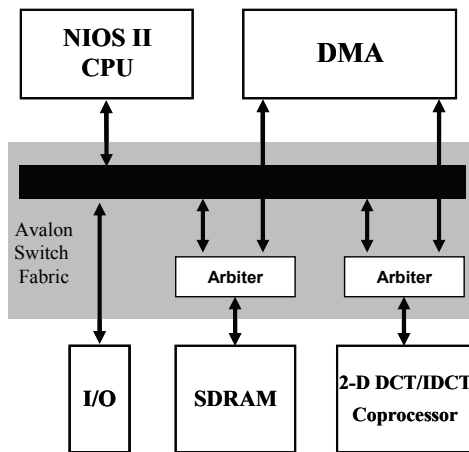 NIOS II
CPU
DMA
Avalon
Switch
Fabric
Arbiter
Arbiter
I/O
SDRAM
2-D DCT/IDCT
Coprocessor